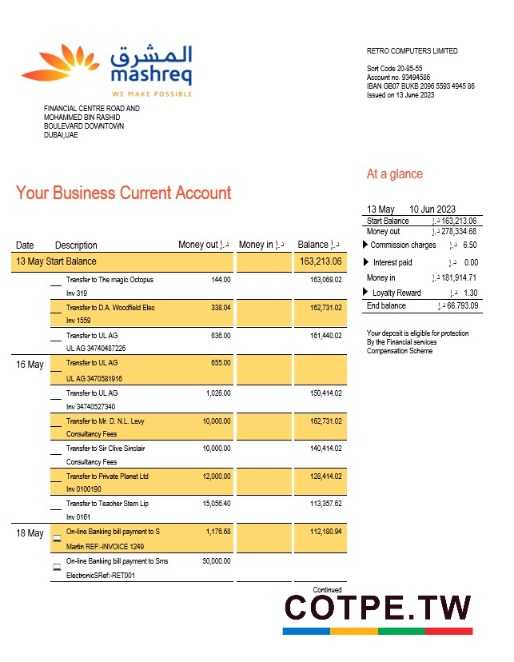 المشرق
mashreq
WE MAKE POSSIBLE
FINANCIAL CENTRE ROAD AND
MOHAMMED BIN RASHID
BOULEVARD DOWNTOWN
DUBAI,UAE
RETRO COMPUTERS LIMITED
Sort Code 20-95-55
Account no. 93494586
IBAN GB07 BUKB 2096 5593 4945 86
Issued on 13 June 2023
At a glance
13 May 10 Jun 2023
Start Balance د.إ 163,213.06
Money out د.إ 278,334.68
Commission charges د.إ 6.50
Interest paid د.إ 0.00
Money in د.إ 181,914.71
Loyalty Reward د.إ 1.30
End balance د.إ 66.793.09
Your deposit is eligible for protection
By the Financial services
Compensation Scheme
Your Business Current Account
Date Description Money out د.إ Money in د.إ Balance د.إ
13 May Start Balance 163,213.06
Transfer to The magic Octopus 144.00 163,069.02
Inv 319
Transfer to D.A. Woodfield Elec 338.04 162,731.02
Inv 1559
Transfer to UL AG 636.00 161,440.02
UL AG 34740487226
16 May Transfer to UL AG 655.00
UL AG 3470581916
Transfer to UL AG 1,026.00 150,414.02
Inv 34740527340
Transfer to Mr. D. N.L. Levy 10,000.00 162,731.02
Consultancy Fees
Transfer to Sir Clive Sinclair 10,000.00 140,414.02
Consultancy Fees
Transfer to Private Planet Ltd 12,000.00 128,414.02
Inv 0100190
Transfer to Teacher Stem Lip 15,056.40 113,357.62
Inv 0161
18 May On-line Banking bill payment to S 1,176.68 112,180.94
Martin REF:-INVOICE 1249
On-line Banking bill payment to Sms 50,000.00
ElectronicSRef:-RET001
Continued
COTPE.TW